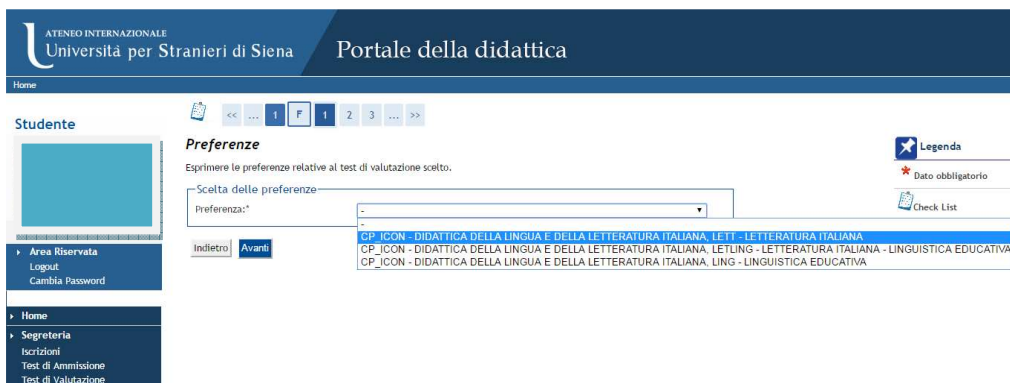 ATENEO INTERNAZIONALE
Università per Stranieri di Siena
Portale della didattica
Home
Studente
<< ... 1 F 1 2 3 ... >>
Preferenze
Esprimere le preferenze relative al test di valutazione scelto.
Scelta delle preferenze
Preferenza:*
-
-
CP_ICON - DIDATTICA DELLA LINGUA E DELLA LETTERATURA ITALIANA, LETT - LETTERATURA ITALIANA
CP_ICON - DIDATTICA DELLA LINGUA E DELLA LETTERATURA ITALIANA, LETLING - LETTERATURA ITALIANA - LINGUISTICA EDUCATIVA
CP_ICON - DIDATTICA DELLA LINGUA E DELLA LETTERATURA ITALIANA, LING - LINGUISTICA EDUCATIVA
Indietro Avanti
Legenda
* Dato obbligatorio
Check List
Area Riservata
Logout
Cambia Password
Home
Segreteria
Iscrizioni
Test di Ammissione
Test di Valutazione